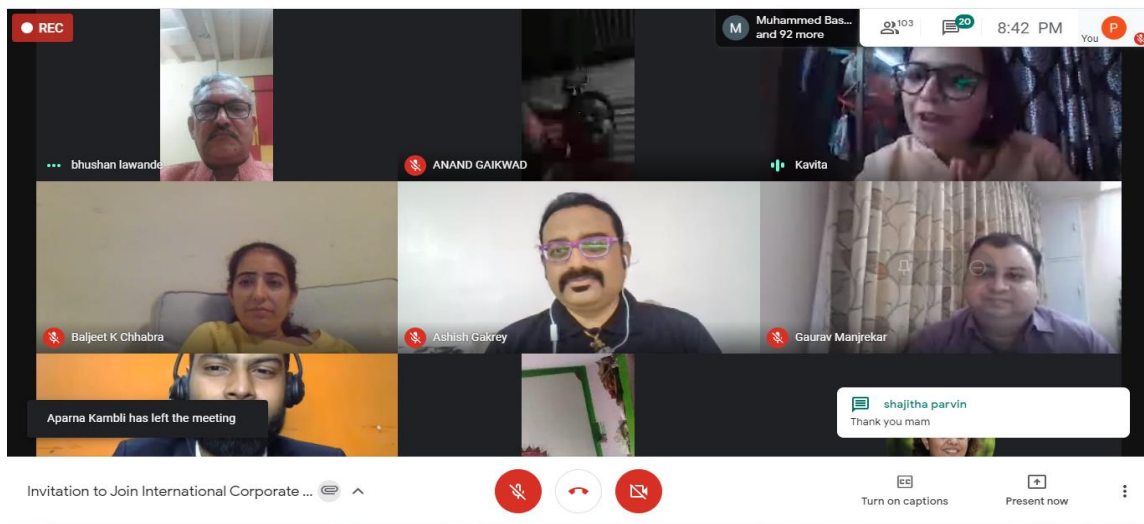 REC
M
Muhammed Bas...
and 92 more
103
20
8:42 PM
You
P
bhushan lawande
ANAND GAIKWAD
Kavita
Baljeet K Chhabra
Ashish Gakrey
Gaurav Manjrekar
Aparna Kambli has left the meeting
shajitha parvin
Thank you mam
Invitation to Join International Corporate ...
CC
Turn on captions
Present now